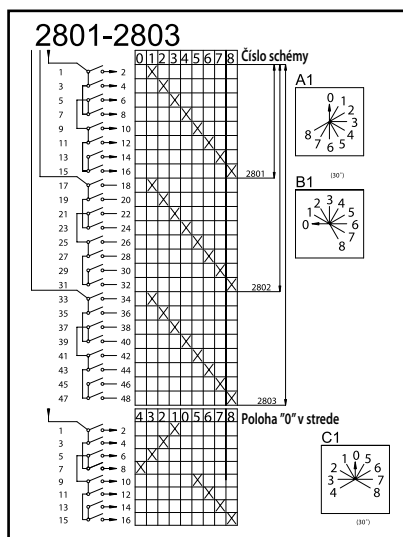 2801-2803
0 1 2 3 4 5 6 7 8 Číslo schémy
1 2 X
3 4 X
5 6 X
7 8 X
9 10 X
11 12 X
13 14 X
15 16 X
2801
17 18 X
19 20 X
21 22 X
23 24 X
25 26 X
27 28 X
29 30 X
31 32 X
2802
33 34 X
35 36 X
37 38 X
39 40 X
41 42 X
43 44 X
45 46 X
47 48 X
2803
A1
0 1 2 3 4 5 6 7 8
(30°)
B1
0 1 2 3 4 5 6 7 8
4 3 2 1 0 5 6 7 8 Poloha "0" v strede
1 2 X
3 4 X
5 6 X
7 8 X
9 10 X
11 12 X
13 14 X
15 16 X
C1
4 3 2 1 0 5 6 7 8
(30°)